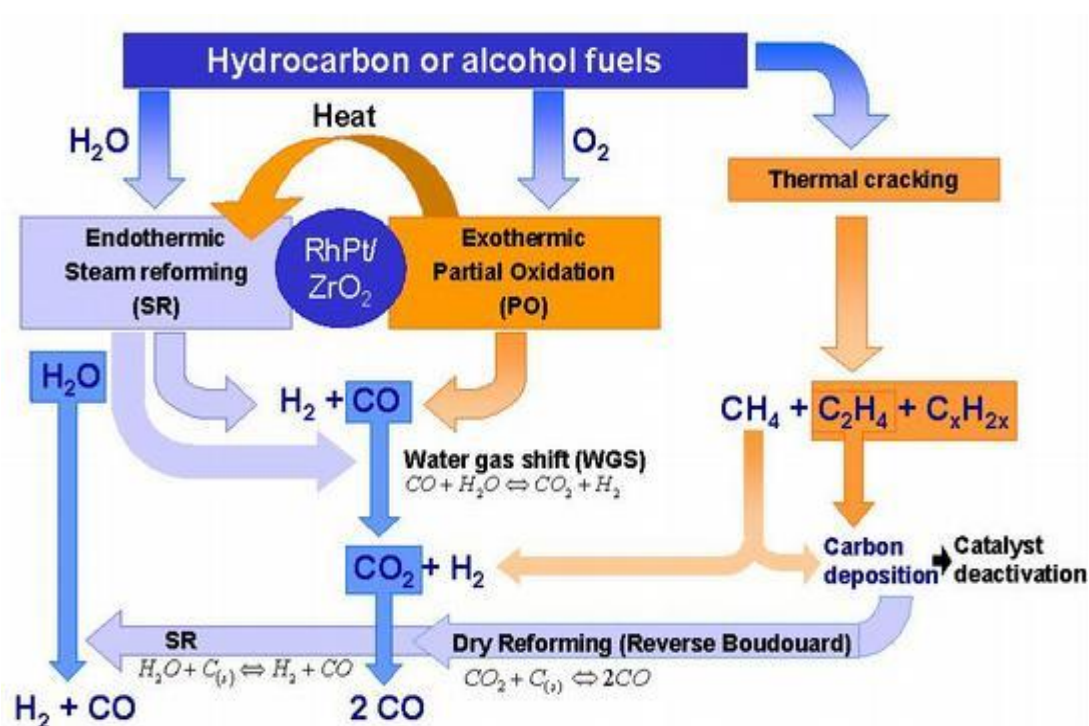 Hydrocarbon or alcohol fuels
H₂O
Heat
O₂
Thermal cracking
Endothermic
Steam reforming
(SR)
RhPt/
ZrO₂
Exothermic
Partial Oxidation
(PO)
H₂O
H₂ + CO
CH₄ + C₂H₄ + CₓH₂ₓ
Water gas shift (WGS)
CO + H₂O ⇔ CO₂ + H₂
CO₂ + H₂
Carbon
deposition
Catalyst
deactivation
SR
H₂O + C₍ₛ₎ ⇔ H₂ + CO
Dry Reforming (Reverse Boudouard)
CO₂ + C₍ₛ₎ ⇔ 2CO
H₂ + CO
2 CO